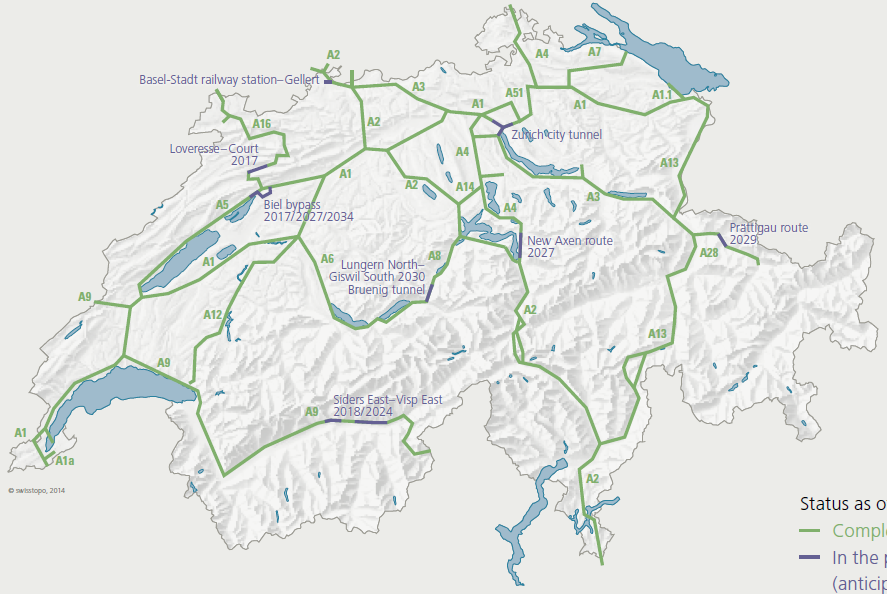 A4
A7
A2
Basel-Stadt railway station–Gellert
A3
A51
A1
A1
A1.1
A16
A2
Zurich city tunnel
Loveresse–Court
2017
A4
A13
A1
A2
A14
A3
A5
Biel bypass
2017/2027/2034
A4
Prättigau route
2029
A1
A6
A8
New Axen route
2027
A28
Lungern North–
Giswil South 2030
Bruenig tunnel
A9
A12
A2
A13
A9
A9
Siders East–Visp East
2018/2024
A1
A1a
A2
© swisstopo, 2014
Status as o
Comple
In the p
(anticip